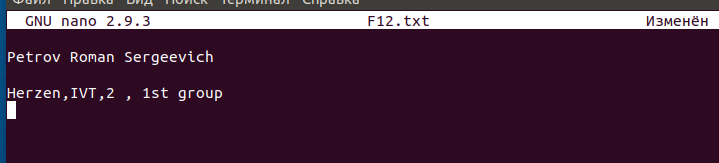 Файл Правка Вид Поиск Терминал Справка
GNU nano 2.9.3 F12.txt Изменён
Petrov Roman Sergeevich
Herzen,IVT,2 , 1st group